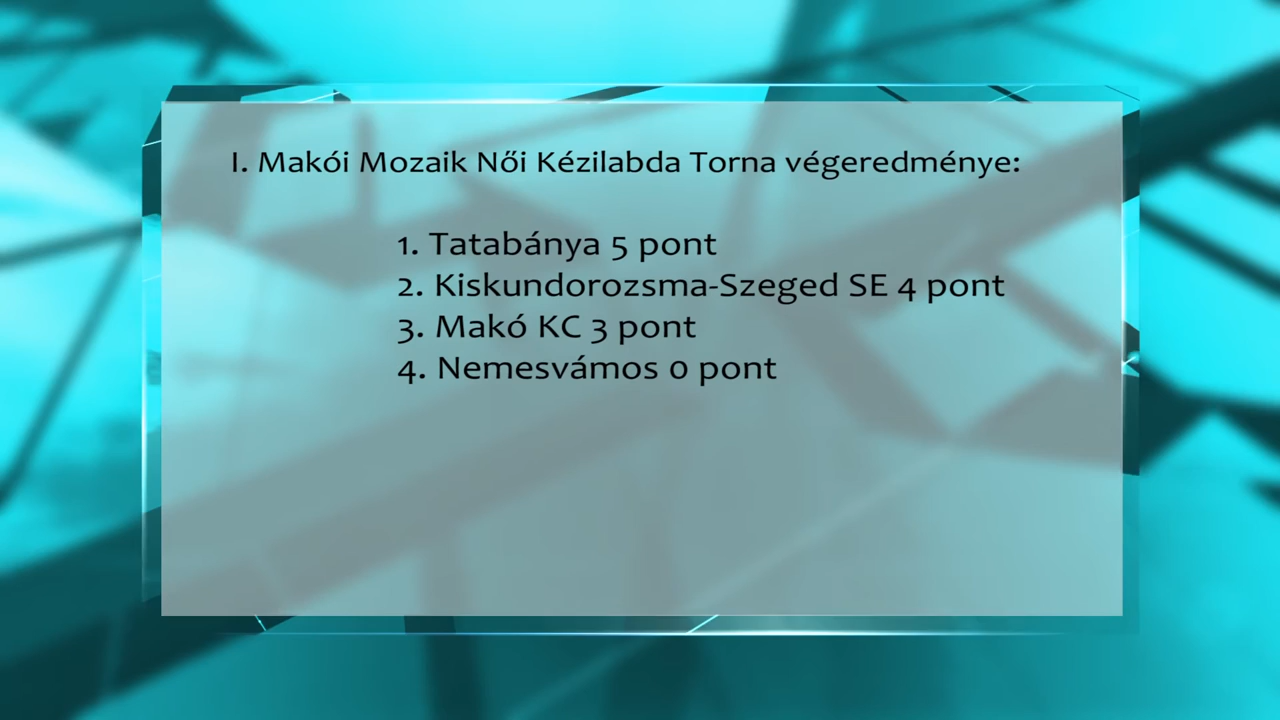 I. Makói Mozaik Női Kézilabda Torna végeredménye:
1. Tatabánya 5 pont
2. Kiskundorozsma-Szeged SE 4 pont
3. Makó KC 3 pont
4. Nemesvámos 0 pont